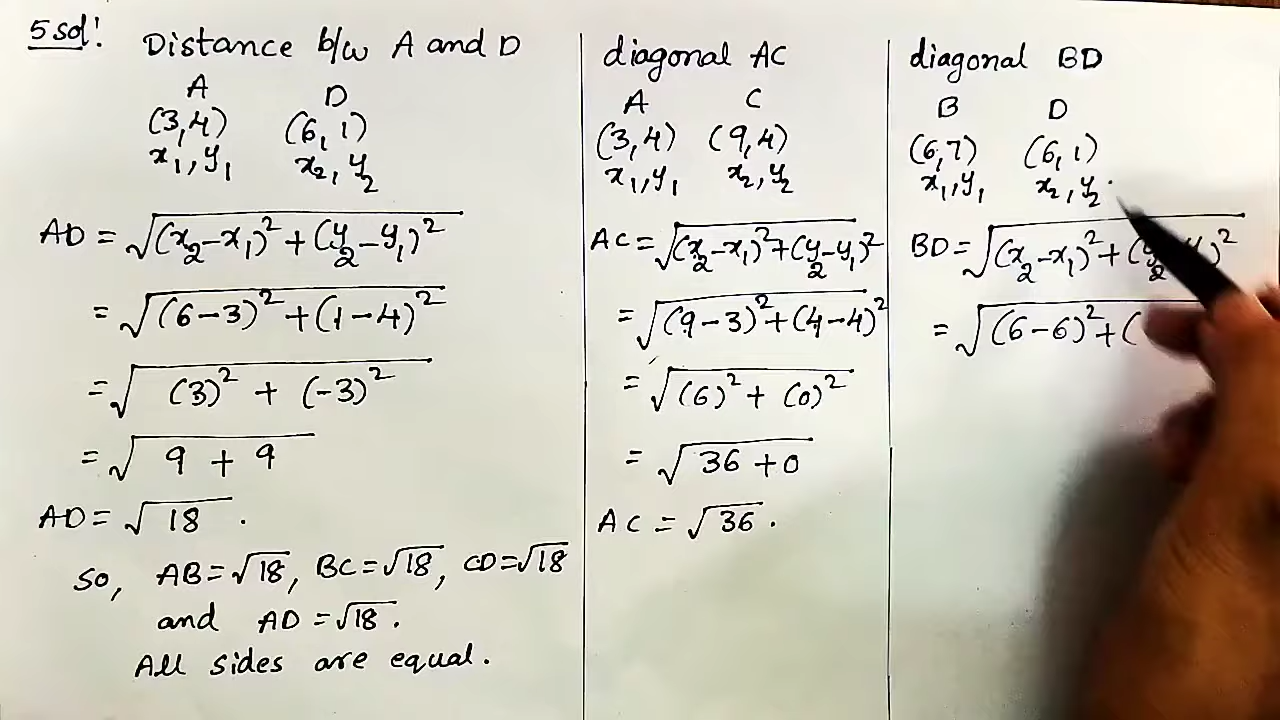 5 sol!
Distance b/w A and D
A D
(3,4) (6,1)
x₁,y₁ x₂,y₂
AD = √(x₂-x₁)²+(y₂-y₁)²
= √(6-3)²+(1-4)²
= √(3)² + (-3)²
= √9 + 9
AD = √18 .
so, AB=√18, BC=√18, CD=√18
and AD=√18.
All sides are equal.
diagonal AC
A C
(3,4) (9,4)
x₁,y₁ x₂,y₂
AC=√(x₂-x₁)²+(y₂-y₁)²
= √(9-3)²+(4-4)²
= √(6)² + (0)²
= √36+0
AC = √36.
diagonal BD
B D
(6,7) (6,1)
x₁,y₁ x₂,y₂.
BD=√(x₂-x₁)²+( )²
= √(6-6)²+(